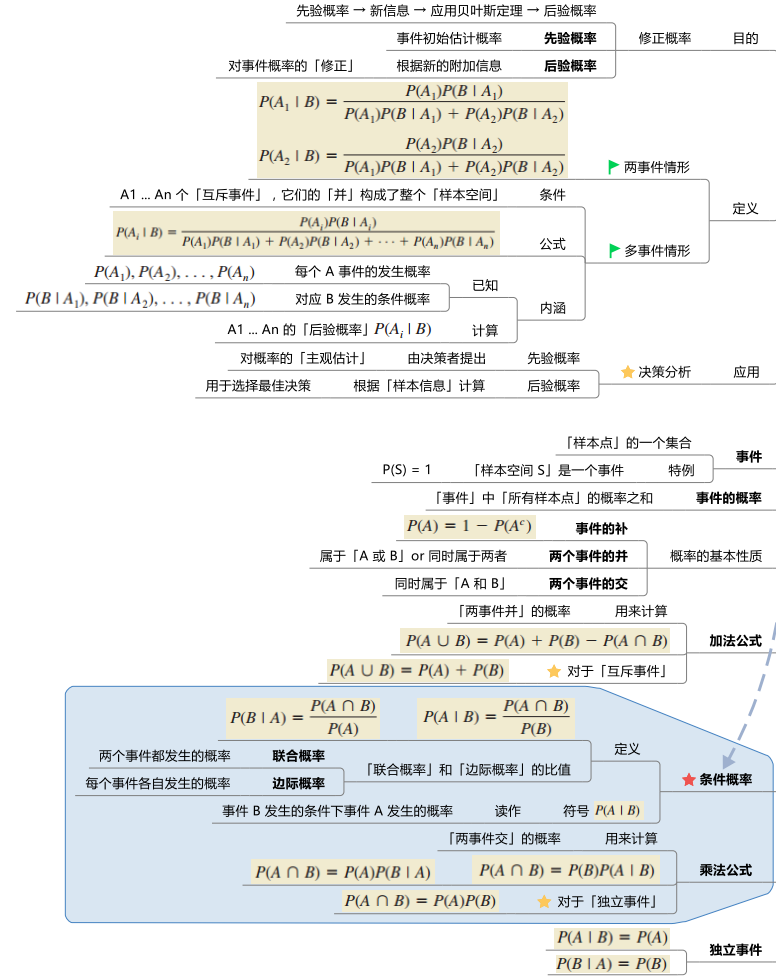 先验概率 → 新信息 → 应用贝叶斯定理 → 后验概率
事件初始估计概率 先验概率 修正概率 目的
对事件概率的「修正」 根据新的附加信息 后验概率
P(A₁ | B) = P(A₁)P(B | A₁) / P(A₁)P(B | A₁) + P(A₂)P(B | A₂)
P(A₂ | B) = P(A₂)P(B | A₂) / P(A₁)P(B | A₁) + P(A₂)P(B | A₂)
两事件情形
A1 ... An 个「互斥事件」，它们的「并」构成了整个「样本空间」 条件
定义
P(Aᵢ | B) = P(Aᵢ)P(B | Aᵢ) / P(A₁)P(B | A₁) + P(A₂)P(B | A₂) + ··· + P(Aₙ)P(B | Aₙ)
公式 多事件情形
P(A₁), P(A₂), . . . , P(Aₙ) 每个 A 事件的发生概率
已知
P(B | A₁), P(B | A₂), . . . , P(B | Aₙ) 对应 B 发生的条件概率
内涵
A1 ... An 的「后验概率」P(Aᵢ | B) 计算
对概率的「主观估计」 由决策者提出 先验概率
决策分析 应用
用于选择最佳决策 根据「样本信息」计算 后验概率
「样本点」的一个集合
事件
P(S) = 1 「样本空间 S」是一个事件 特例
「事件」中「所有样本点」的概率之和 事件的概率
P(A) = 1 − P(Aᶜ) 事件的补
属于「A 或 B」or 同时属于两者 两个事件的并 概率的基本性质
同时属于「A 和 B」 两个事件的交
「两事件并」的概率 用来计算
P(A ∪ B) = P(A) + P(B) − P(A ∩ B) 加法公式
P(A ∪ B) = P(A) + P(B) 对于「互斥事件」
P(B | A) = P(A ∩ B) / P(A) P(A | B) = P(A ∩ B) / P(B)
定义
两个事件都发生的概率 联合概率
「联合概率」和「边际概率」的比值
每个事件各自发生的概率 边际概率
条件概率
事件 B 发生的条件下事件 A 发生的概率 读作 符号 P(A | B)
「两事件交」的概率 用来计算
P(A ∩ B) = P(A)P(B | A) P(A ∩ B) = P(B)P(A | B) 乘法公式
P(A ∩ B) = P(A)P(B) 对于「独立事件」
P(A | B) = P(A)
独立事件
P(B | A) = P(B)